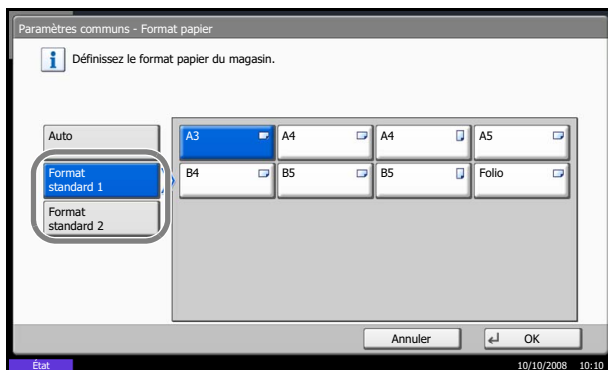 Paramètres communs - Format papier
Définissez le format papier du magasin.
Auto
Format
standard 1
Format
standard 2
A3
A4
A4
A5
B4
B5
B5
Folio
Annuler
OK
État
10/10/2008 10:10